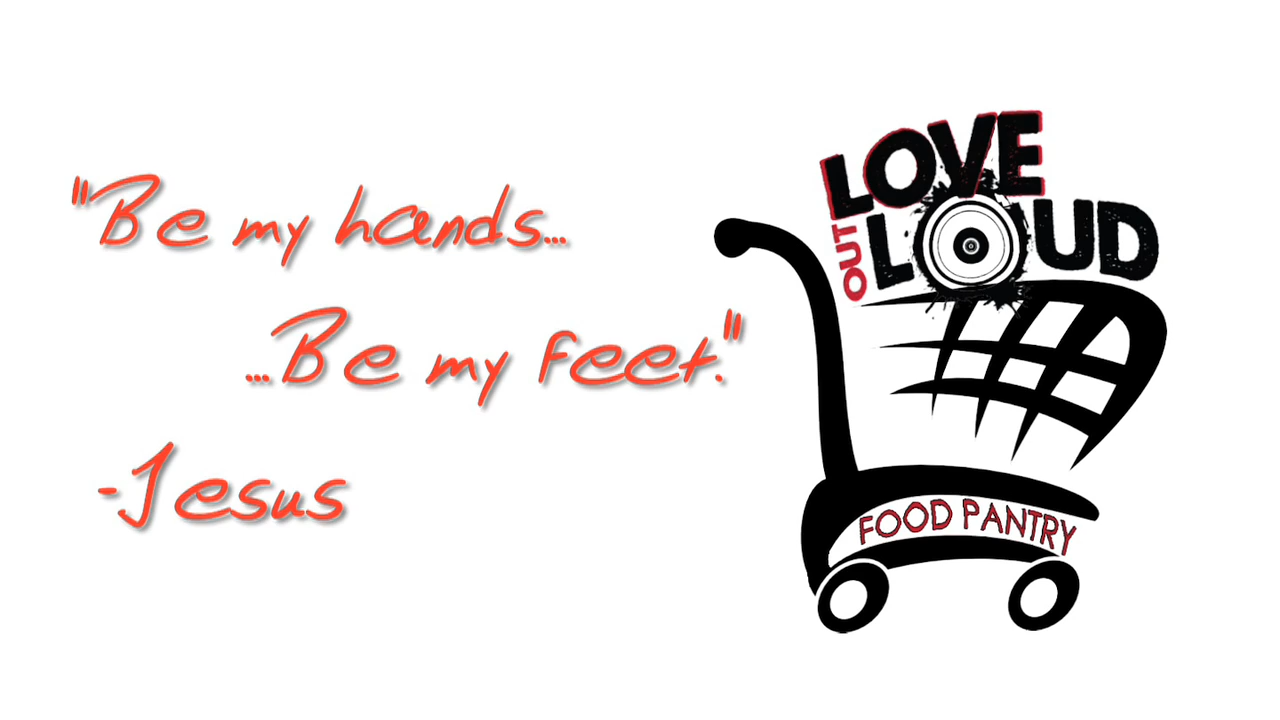 "Be my hands...
...Be my feet."
-Jesus
LOVE
OUT LOUD
FOOD PANTRY